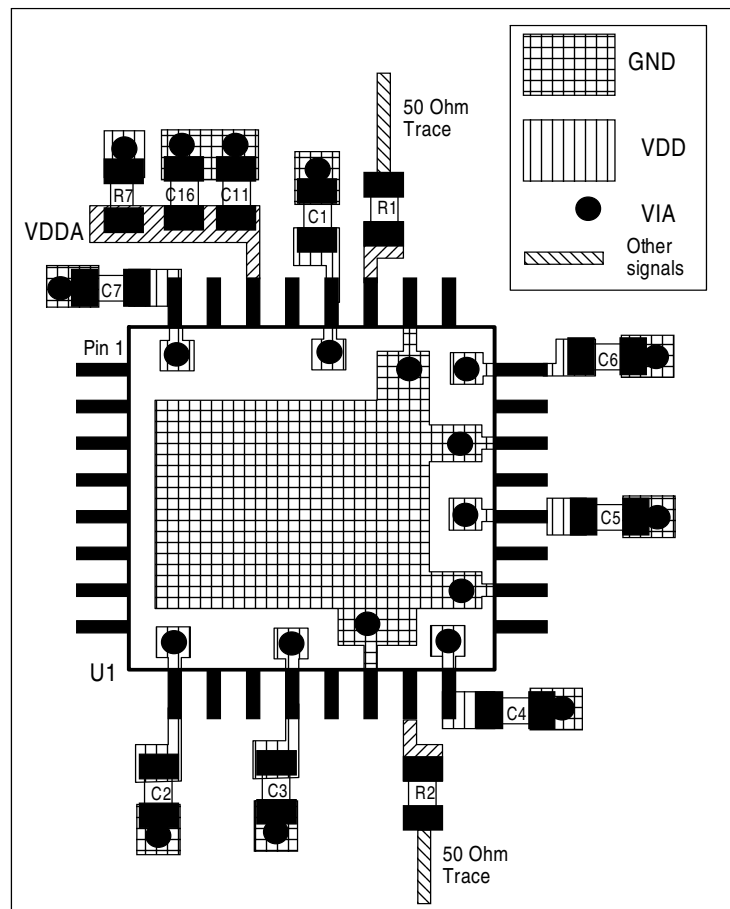 50 Ohm
Trace
GND
VDD
VIA
Other
signals
R7
C16
C11
C1
R1
VDDA
C7
Pin 1
C6
C5
U1
C4
C2
C3
R2
50 Ohm
Trace